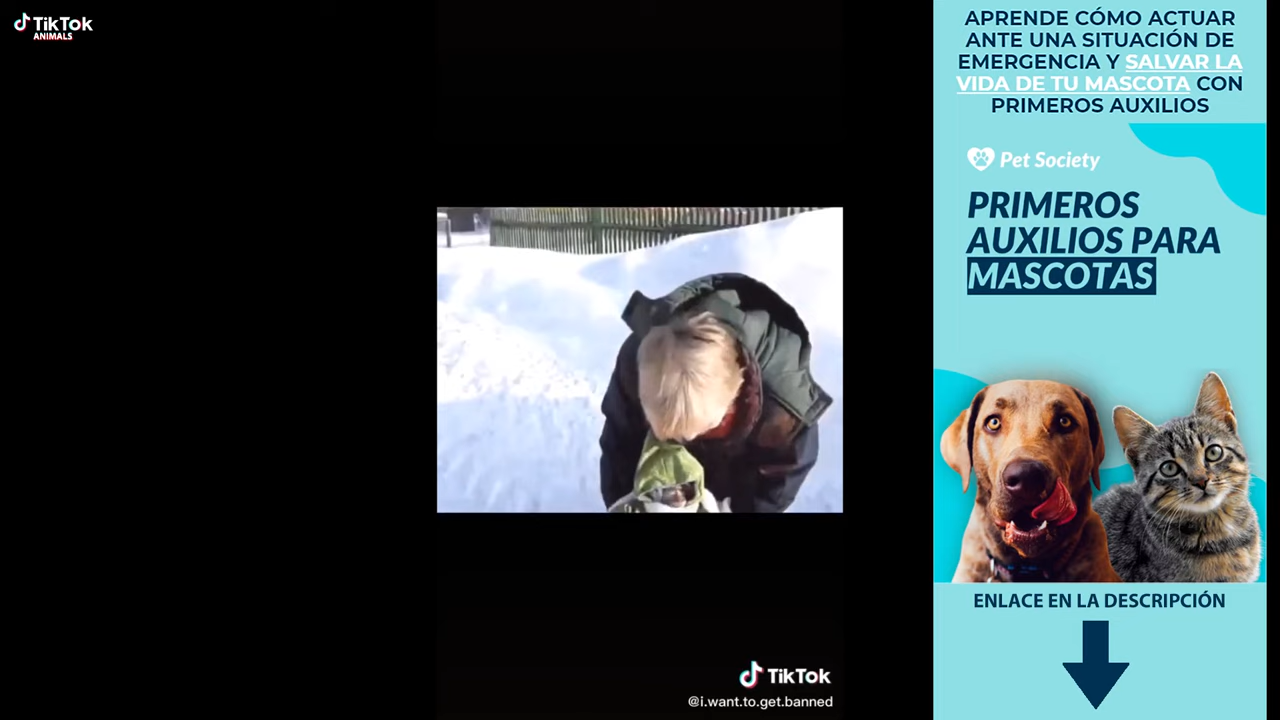 TikTok
ANIMALS
APRENDE CÓMO ACTUAR
ANTE UNA SITUACIÓN DE
EMERGENCIA Y SALVAR LA
VIDA DE TU MASCOTA CON
PRIMEROS AUXILIOS
Pet Society
PRIMEROS
AUXILIOS PARA
MASCOTAS
ENLACE EN LA DESCRIPCIÓN
TikTok
@i.want.to.get.banned